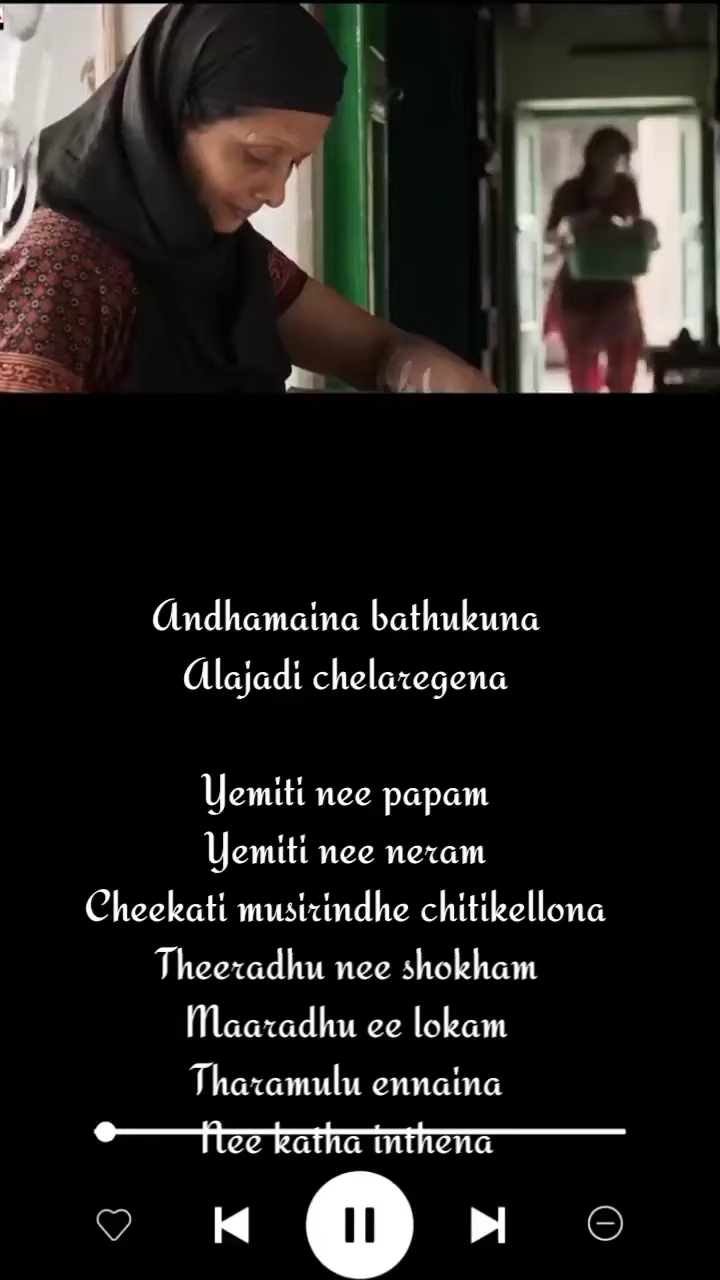 Andhamaina bathukuna
Alajadi chelaregena
Yemiti nee papam
Yemiti nee neram
Cheekati musirindhe chitikellona
Theeradhu nee shokham
Maaradhu ee lokam
Tharamulu ennaina
Nee katha inthena